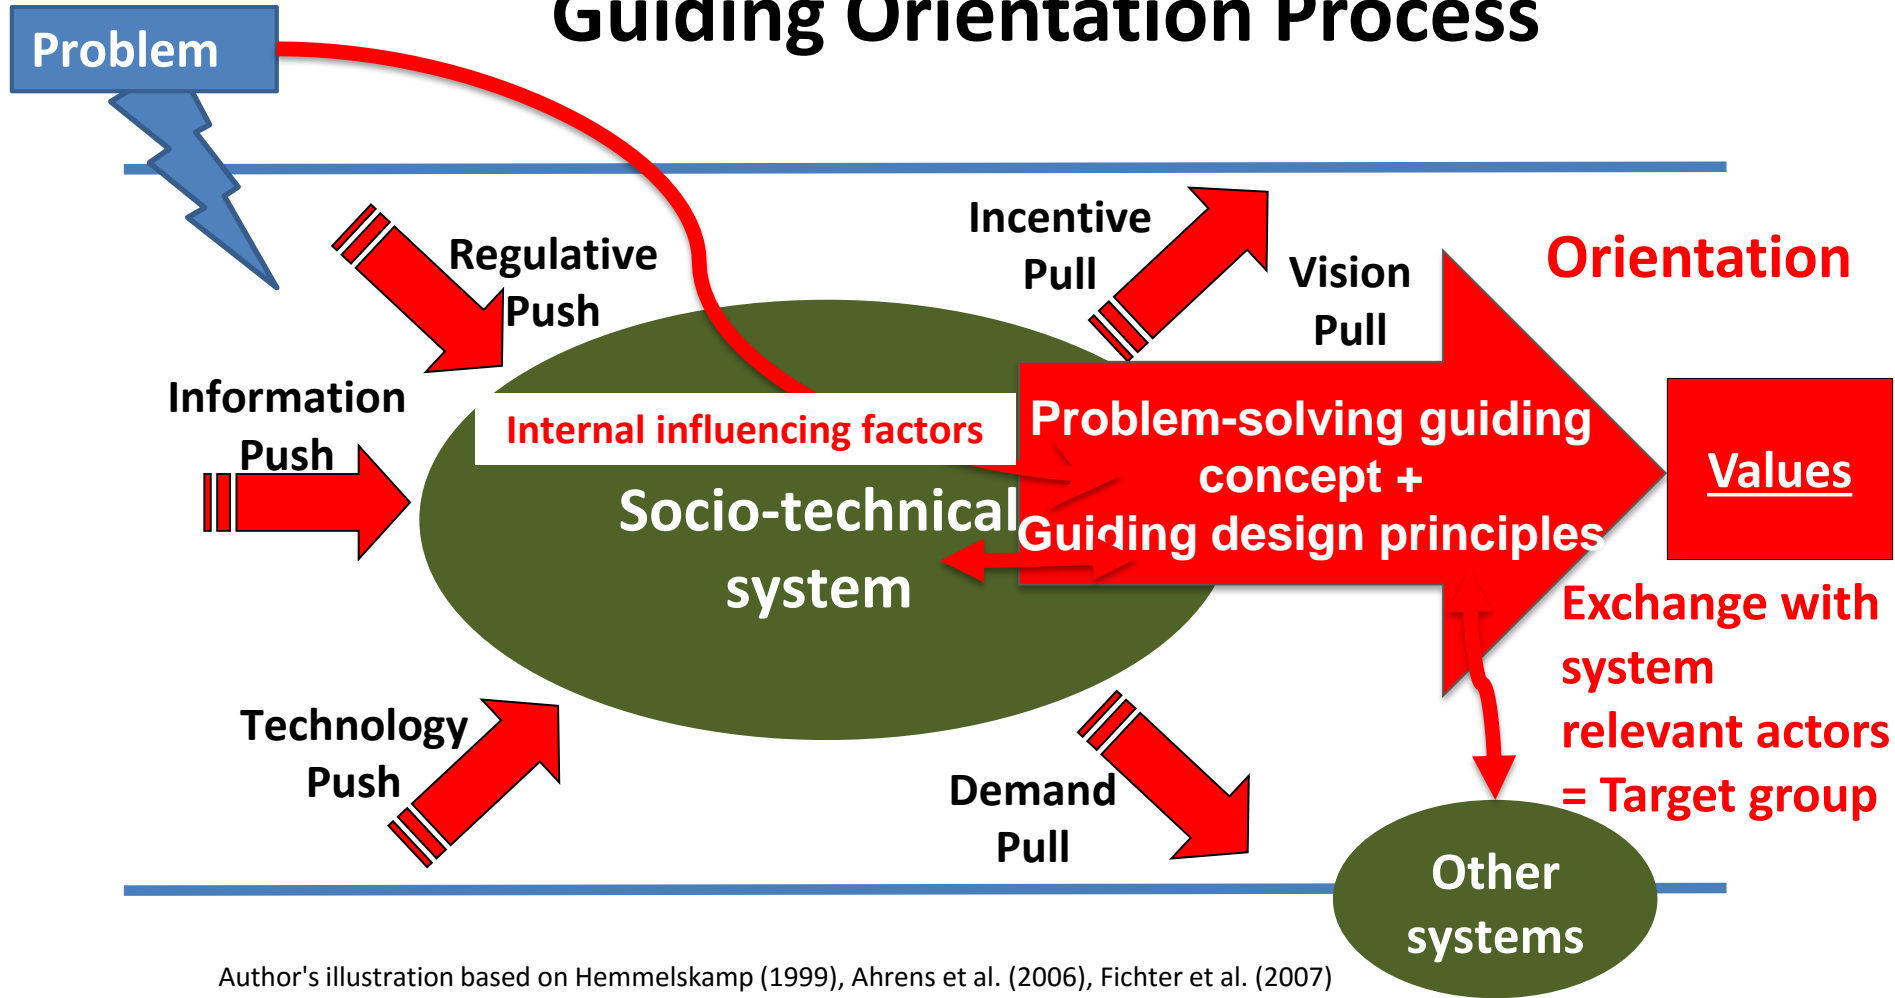 Guiding Orientation Process
Problem
Regulative
Push
Incentive
Pull
Vision
Pull
Orientation
Information
Push
Internal influencing factors
Problem-solving guiding
concept +
Guiding design principles
Values
Socio-technical
system
Exchange with
system
relevant actors
= Target group
Technology
Push
Demand
Pull
Other
systems
Author's illustration based on Hemmelskamp (1999), Ahrens et al. (2006), Fichter et al. (2007)